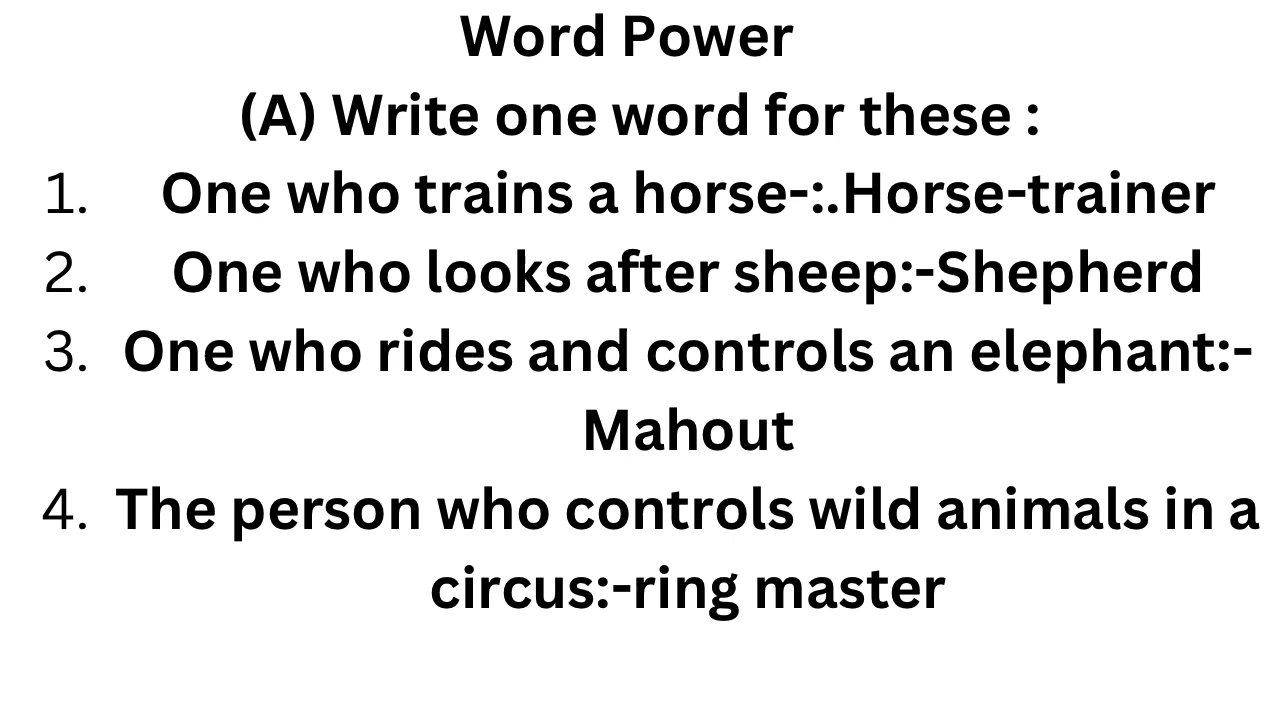 Word Power
(A) Write one word for these :
1. One who trains a horse-:.Horse-trainer
2. One who looks after sheep:-Shepherd
3. One who rides and controls an elephant:-
Mahout
4. The person who controls wild animals in a
circus:-ring master